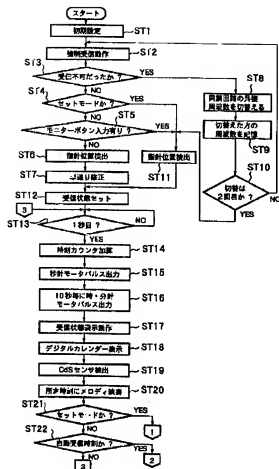 スタート
初期設定
ST1
強制受信動作
ST2
ST3
受信不可だったか?
YES
NO
ST4
セットモードか?
YES
NO
ST5
モニターボタン入力有り?
YES
NO
ST6
指針位置検出
ST7
早送り修正
ST8
同調回路の共振
周波数を切替える
切替えた方の
周波数を記憶
ST9
ST10
切替は
2回目か?
YES
NO
指針位置検出
ST11
ST12
受信状態セット
3
ST13
1秒目?
NO
YES
時刻カウンタ加算
ST14
秒針モータパルス出力
ST15
10秒毎に時・分針
モータパルス出力
ST16
受信状態表示動作
ST17
デジタルカレンダー表示
ST18
CdSセンサ検出
ST19
所定時刻にメロディ演奏
ST20
ST21
セットモードか?
YES
NO
1
ST22
自動受信時刻か?
YES
NO
2
3